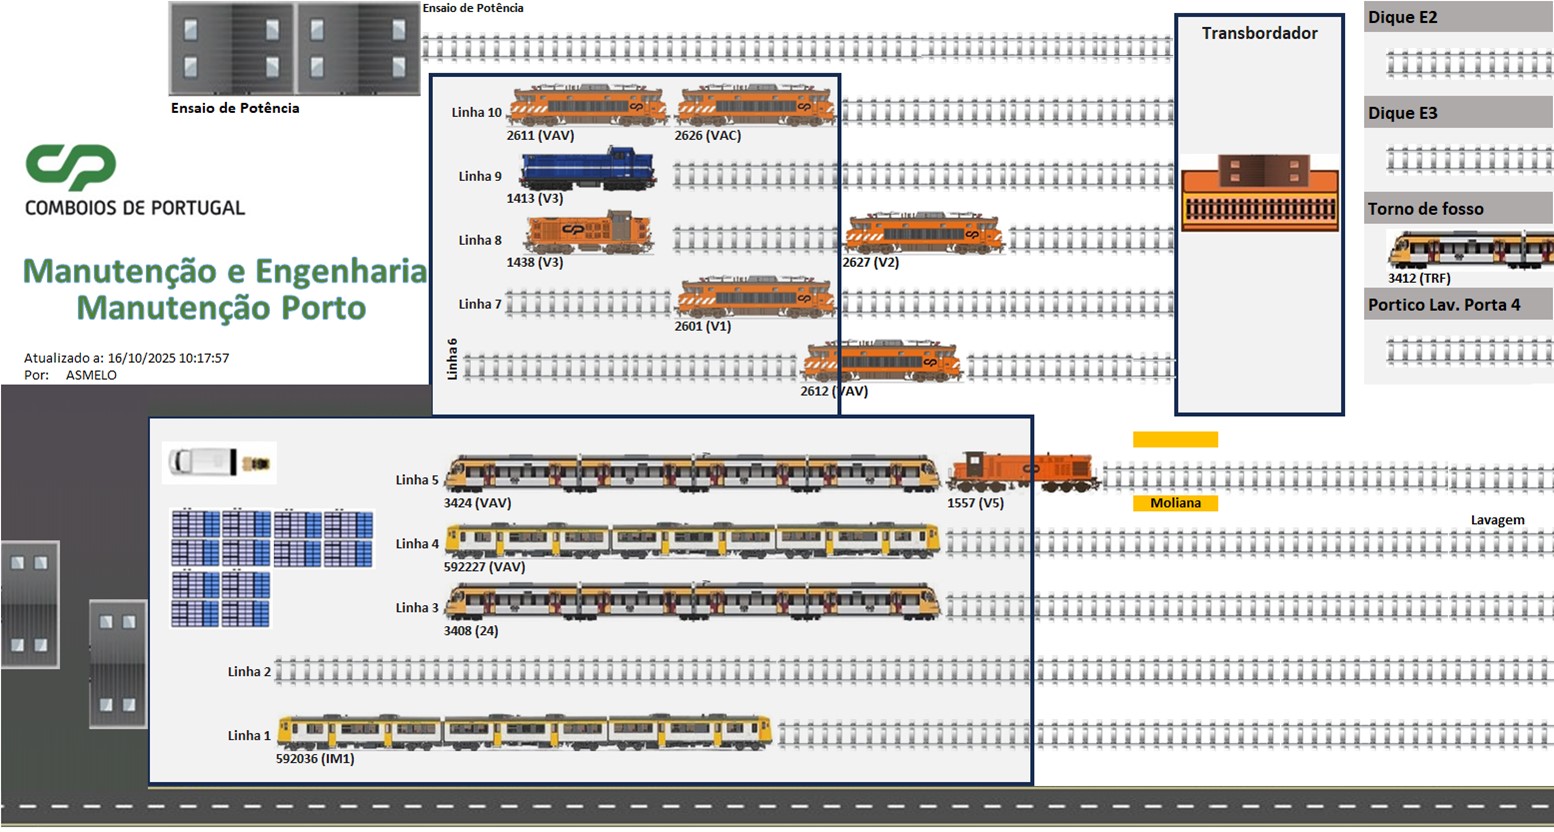 Ensaio de Potência
Ensaio de Potência
Transbordador
Dique E2
Dique E3
Torno de fosso
3412 (TRF)
Portico Lav. Porta 4
CP
COMBOIOS DE PORTUGAL
Manutenção e Engenharia
Manutenção Porto
Atualizado a: 16/10/2025 10:17:57
Por: ASMELO
Linha 10
2611 (VAV)
2626 (VAC)
Linha 9
1413 (V3)
Linha 8
1438 (V3)
2627 (V2)
Linha 7
2601 (V1)
Linha 6
2612 (VAV)
Linha 5
3424 (VAV)
1557 (V5)
Moliana
Lavagem
Linha 4
592227 (VAV)
Linha 3
3408 (24)
Linha 2
Linha 1
592036 (IM1)